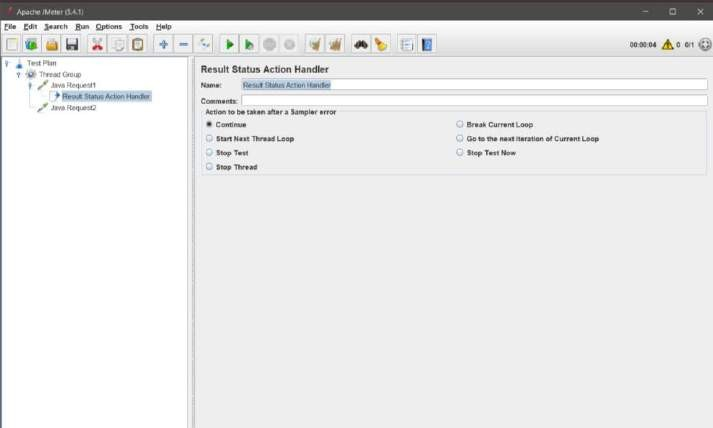 Apache JMeter (5.4.1)
File Edit Search Run Options Tools Help
00:00:04 0 0/1
Test Plan
Thread Group
Java Request1
Result Status Action Handler
Java Request2
Result Status Action Handler
Name: Result Status Action Handler
Comments:
Action to be taken after a Sampler error
Continue Break Current Loop
Start Next Thread Loop Go to the next iteration of Current Loop
Stop Test Stop Test Now
Stop Thread